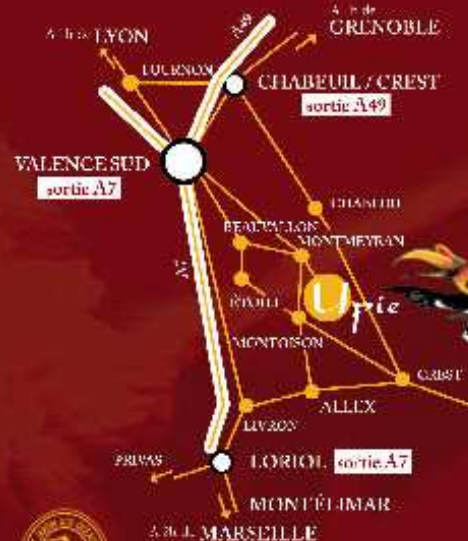 A49
GRENOBLE
LYON
TOURNON
CHABEUIL / CREST
sortie A49
VALENCE SUD
sortie A7
CHABEUIL
BEAUVALLON
MONTMEYRAN
A7
ÉTOILE
Upie
MONTOISON
CREST
ALLEX
LIVRON
PRIVAS
LORIOL sortie A7
MONTÉLIMAR
MARSEILLE